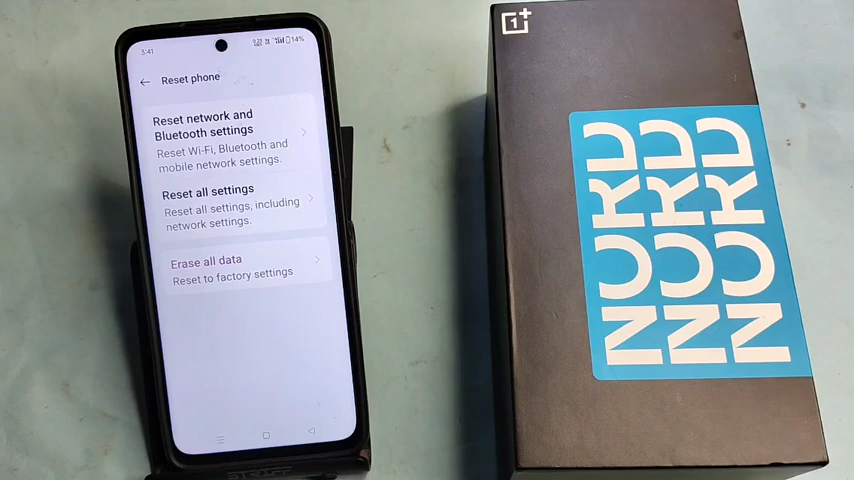 5:41
14%
Reset phone
Reset network and
Bluetooth settings
Reset Wi-Fi, Bluetooth and
mobile network settings.
Reset all settings
Reset all settings, including
network settings.
Erase all data
Reset to factory settings
1+
NORD
NORD
NORD